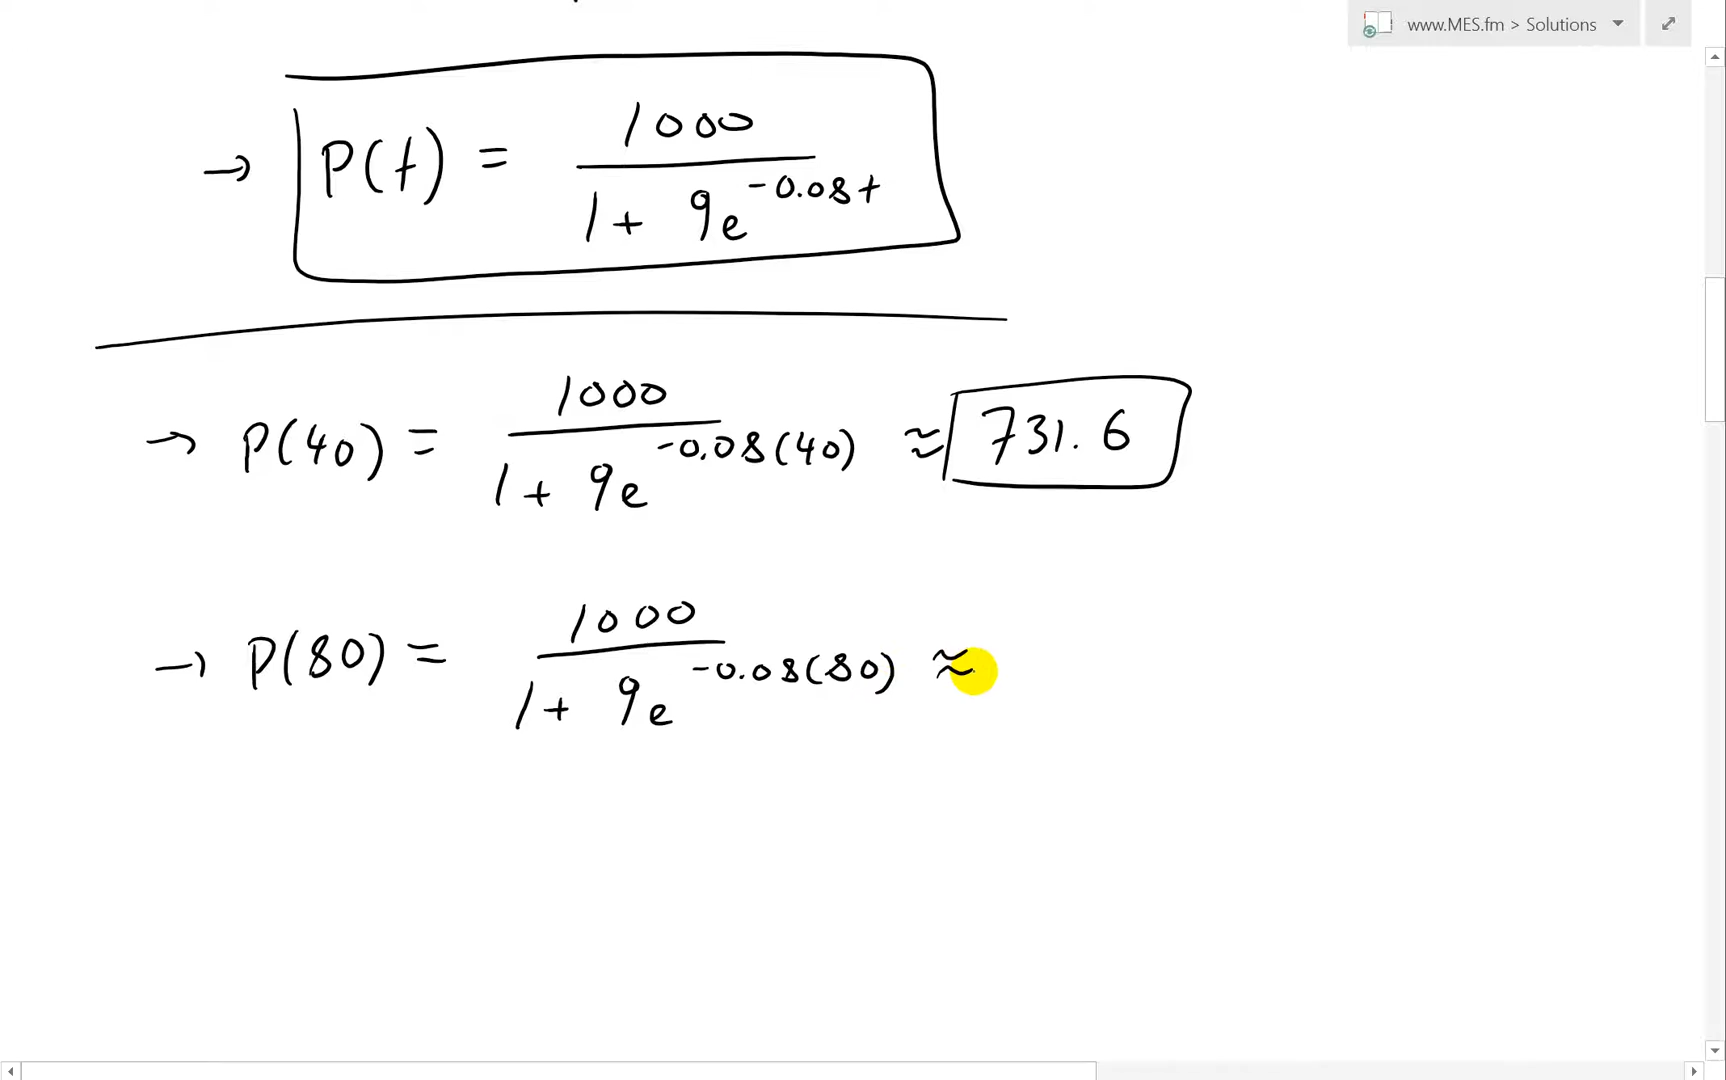 www.MES.fm > Solutions
→ P(t) = 1000 / 1 + 9e^-0.08t
→ P(40) = 1000 / 1 + 9e^-0.08(40) ≈ 731.6
→ P(80) = 1000 / 1 + 9e^-0.08(80) ≈